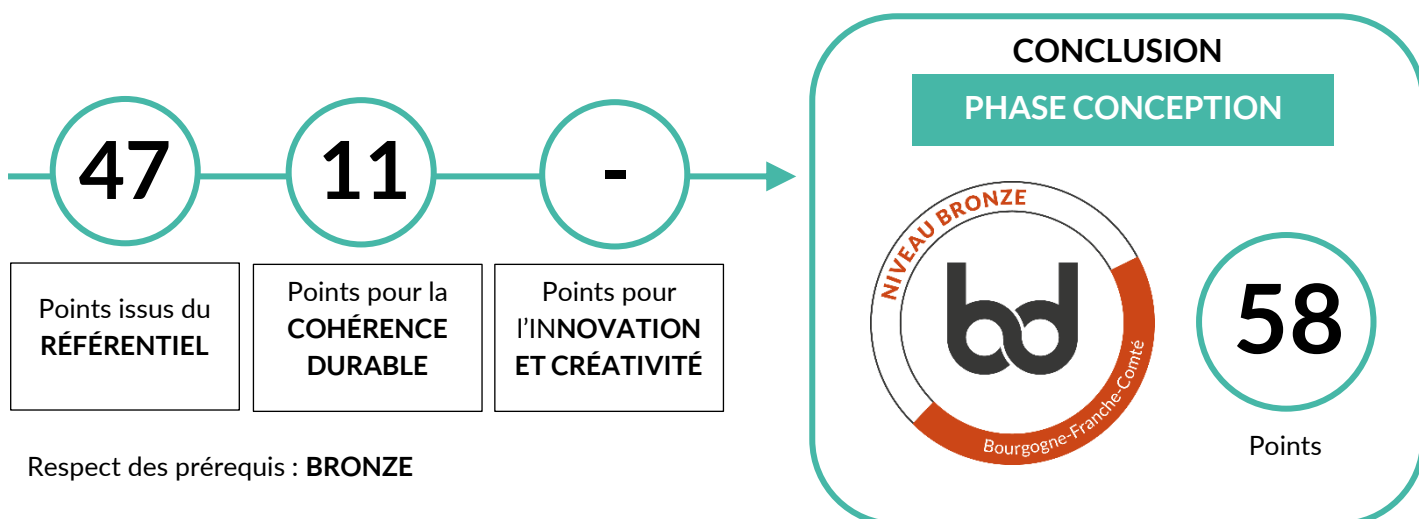 47
11
-
Points issus du
RÉFÉRENTIEL
Points pour la
COHÉRENCE
DURABLE
Points pour
l'INNOVATION
ET CRÉATIVITÉ
Respect des prérequis : BRONZE
CONCLUSION
PHASE CONCEPTION
NIVEAU BRONZE
bd
Bourgogne-Franche-Comté
58
Points